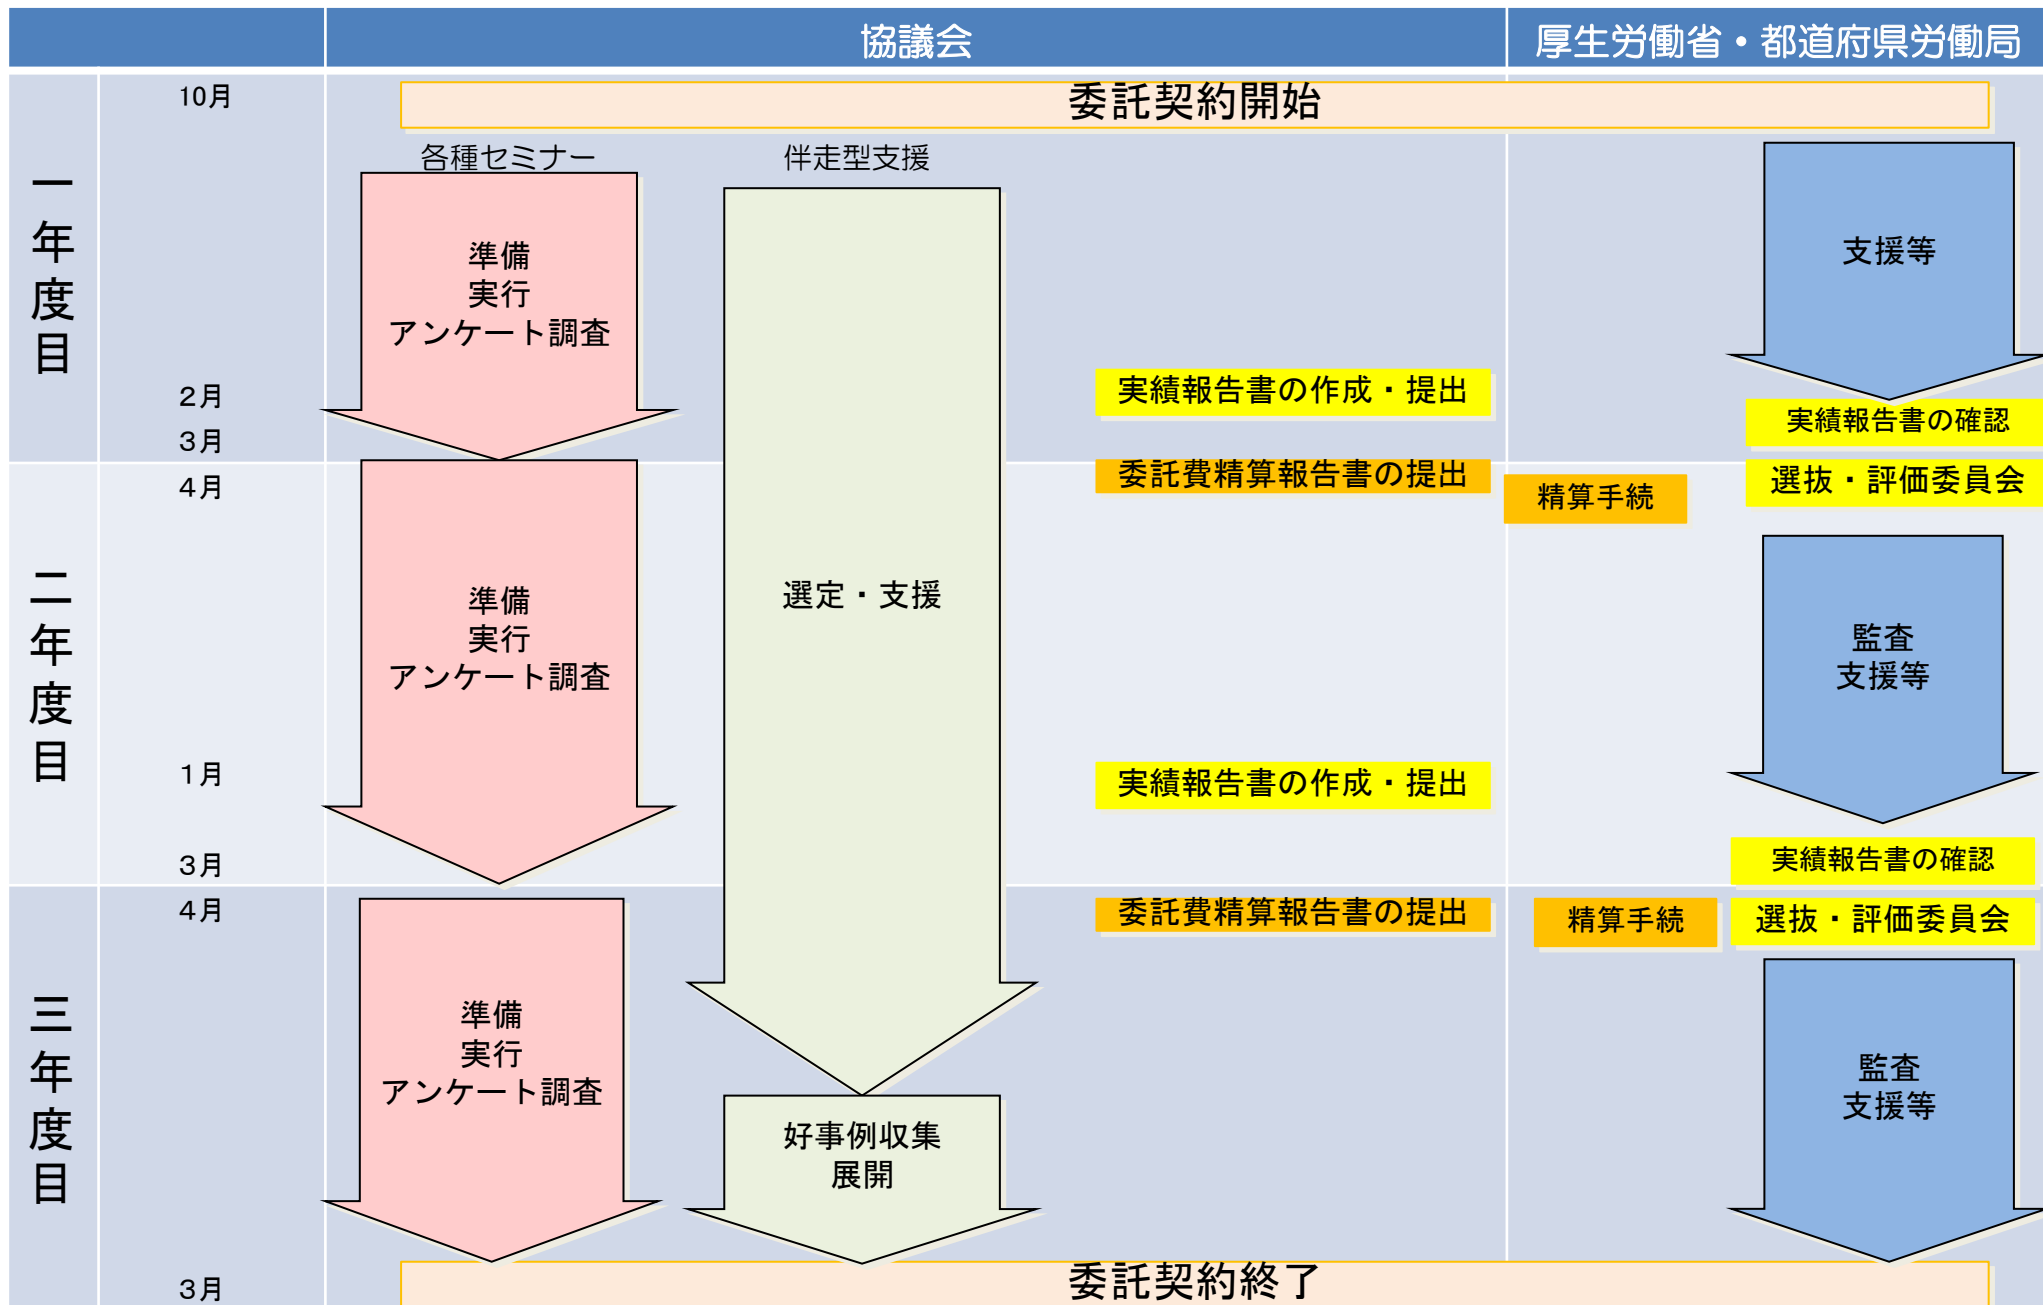 協議会
厚生労働省・都道府県労働局
一年度目
10月
委託契約開始
各種セミナー
伴走型支援
準備
実行
アンケート調査
支援等
2月
実績報告書の作成・提出
実績報告書の確認
3月
二年度目
4月
委託費精算報告書の提出
精算手続
選抜・評価委員会
準備
実行
アンケート調査
選定・支援
監査
支援等
1月
実績報告書の作成・提出
3月
実績報告書の確認
三年度目
4月
委託費精算報告書の提出
精算手続
選抜・評価委員会
準備
実行
アンケート調査
好事例収集
展開
監査
支援等
3月
委託契約終了